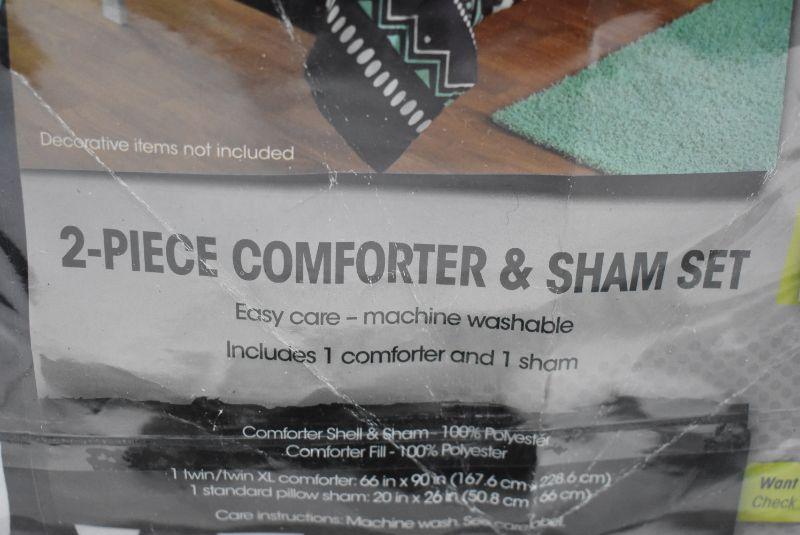 Decorative items not included
2-PIECE COMFORTER & SHAM SET
Easy care – machine washable
Includes 1 comforter and 1 sham
Comforter Shell & Sham - 100% Polyester
Comforter Fill - 100% Polyester
1 twin/twin XL comforter: 66 in x 90 in (167.6 cm 228.6 cm)
1 standard pillow sham: 20 in x 26 in (50.8 cm 66 cm)
Care instructions: Machine wash. See care label.
Want
Check